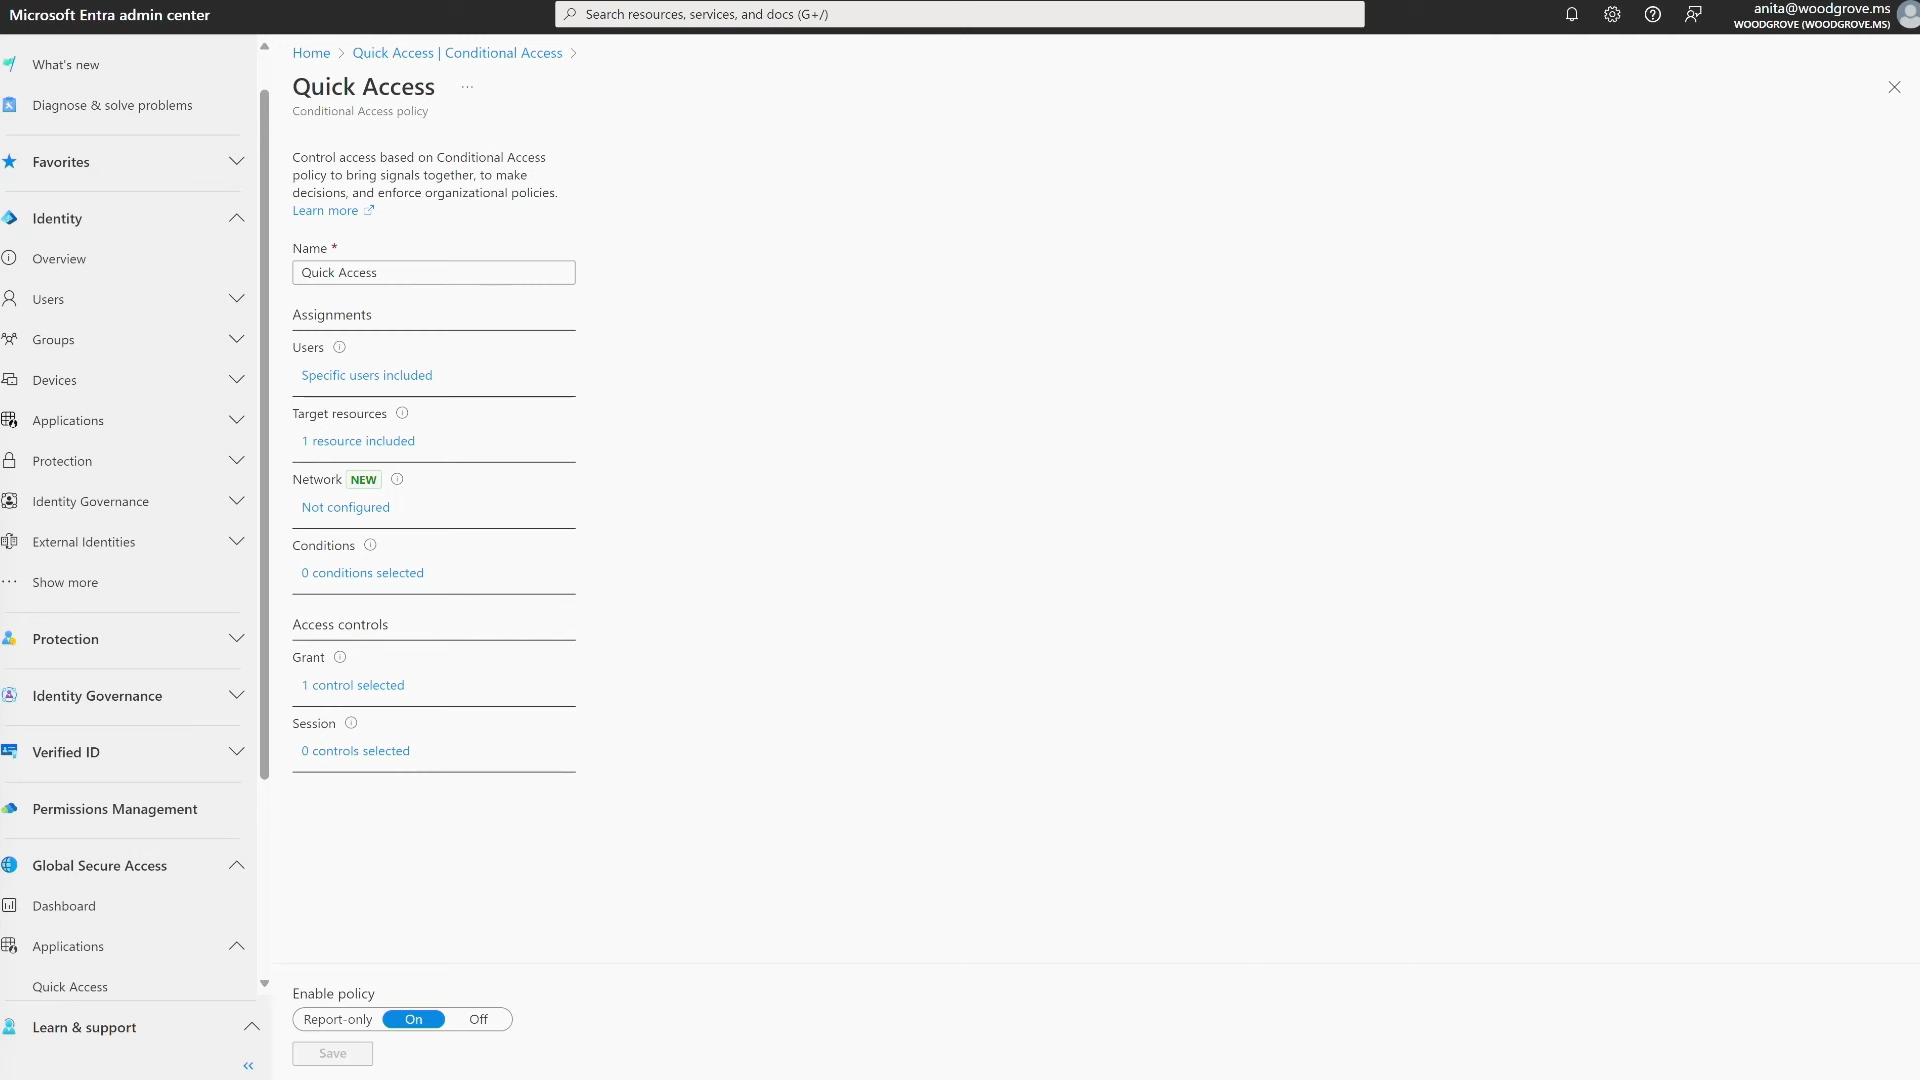 Microsoft Entra admin center
Search resources, services, and docs (G+/)
anita@woodgrove.ms
WOODGROVE (WOODGROVE.MS)
What's new
Diagnose & solve problems
Favorites
Identity
Overview
Users
Groups
Devices
Applications
Protection
Identity Governance
External Identities
Show more
Protection
Identity Governance
Verified ID
Permissions Management
Global Secure Access
Dashboard
Applications
Quick Access
Learn & support
Home > Quick Access | Conditional Access >
Quick Access ...
Conditional Access policy
Control access based on Conditional Access
policy to bring signals together, to make
decisions, and enforce organizational policies.
Learn more
Name *
Quick Access
Assignments
Users
Specific users included
Target resources
1 resource included
Network NEW
Not configured
Conditions
0 conditions selected
Access controls
Grant
1 control selected
Session
0 controls selected
Enable policy
Report-only On Off
Save